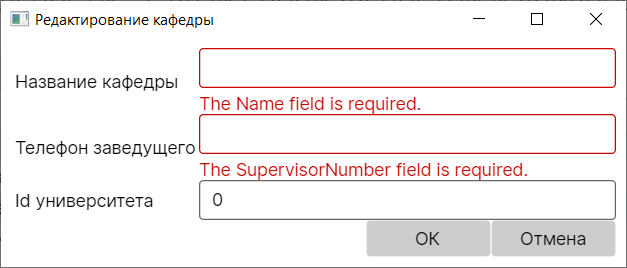 Редактирование кафедры
Название кафедры
The Name field is required.
Телефон заведущего
The SupervisorNumber field is required.
Id университета 0
OK Отмена